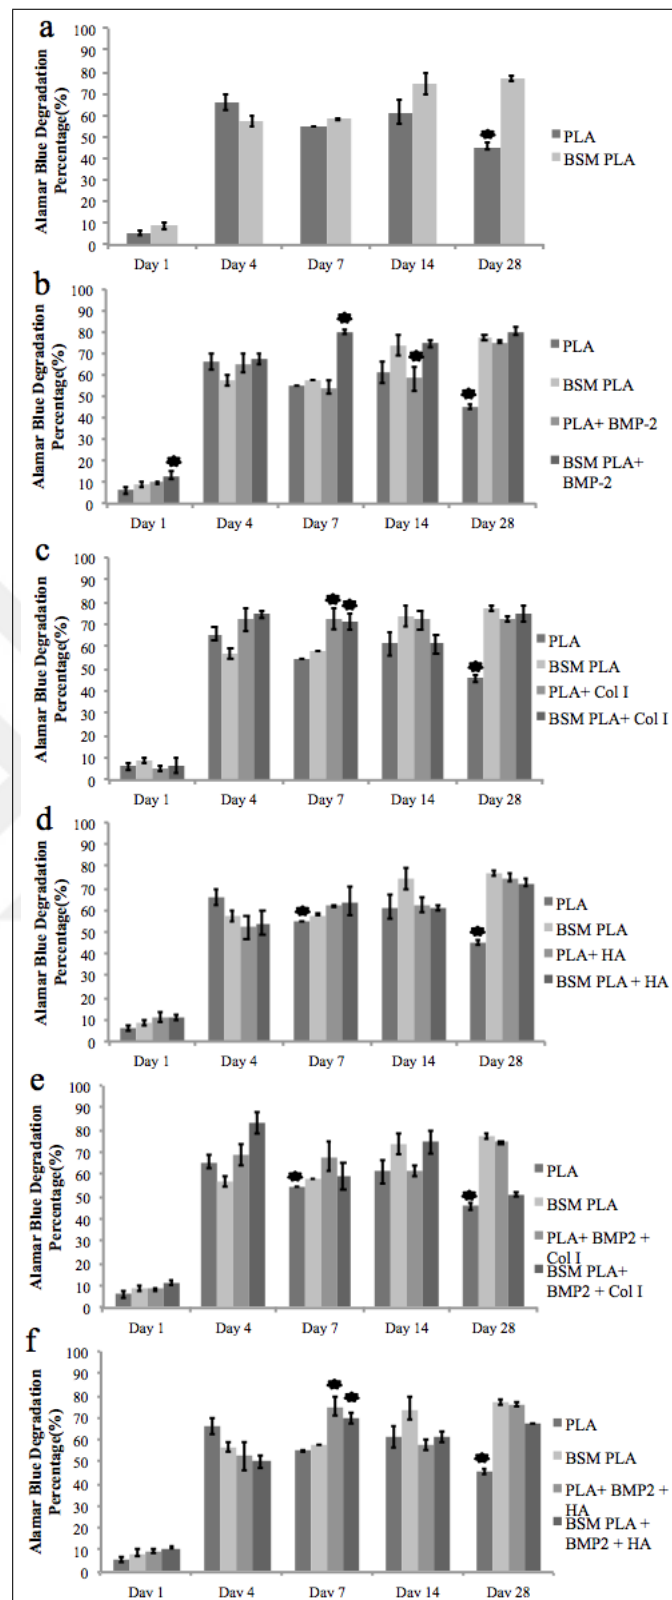 a
Alamar Blue Degradation
Percentage(%)
100
90
80
70
60
50
40
30
20
10
0
Day 1 Day 4 Day 7 Day 14 Day 28
PLA
BSM PLA
b
Alamar Blue Degradation
Percentage(%)
100
90
80
70
60
50
40
30
20
10
0
Day 1 Day 4 Day 7 Day 14 Day 28
PLA
BSM PLA
PLA+ BMP-2
BSM PLA+
BMP-2
c
Alamar Blue Degradation
Percentage(%)
100
90
80
70
60
50
40
30
20
10
0
Day 1 Day 4 Day 7 Day 14 Day 28
PLA
BSM PLA
PLA+ Col I
BSM PLA+ Col I
d
Alamar Blue Degradation
Percentage(%)
100
90
80
70
60
50
40
30
20
10
0
Day 1 Day 4 Day 7 Day 14 Day 28
PLA
BSM PLA
PLA+ HA
BSM PLA + HA
e
Alamar Blue Degradation
Percentage(%)
100
90
80
70
60
50
40
30
20
10
0
Day 1 Day 4 Day 7 Day 14 Day 28
PLA
BSM PLA
PLA+ BMP2 +
Col I
BSM PLA+
BMP2 + Col I
f
Alamar Blue Degradation
Percentage(%)
100
90
80
70
60
50
40
30
20
10
0
Day 1 Day 4 Day 7 Day 14 Day 28
PLA
BSM PLA
PLA+ BMP2 +
HA
BSM PLA +
BMP2 + HA